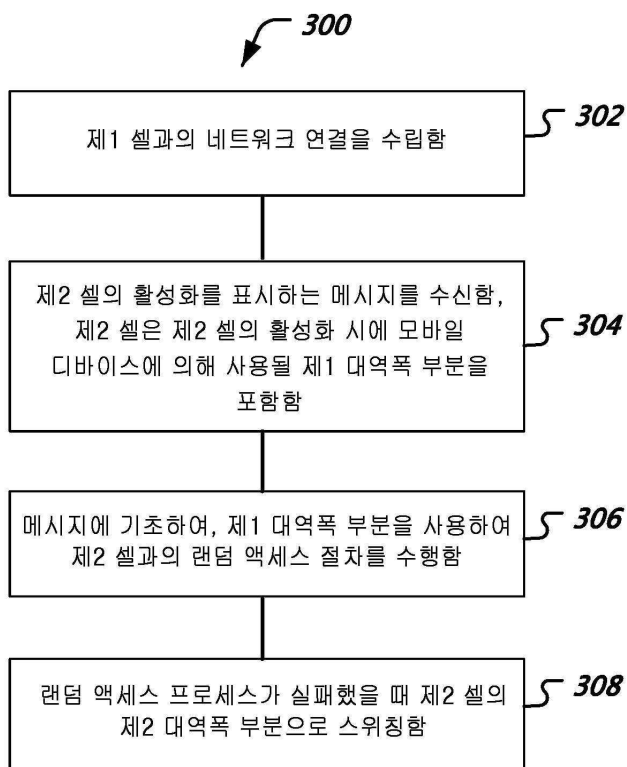 300
제1 셀과의 네트워크 연결을 수립함
302
제2 셀의 활성화를 표시하는 메시지를 수신함,
제2 셀은 제2 셀의 활성화 시에 모바일
디바이스에 의해 사용될 제1 대역폭 부분을
포함함
304
메시지에 기초하여, 제1 대역폭 부분을 사용하여
제2 셀과의 랜덤 액세스 절차를 수행함
306
랜덤 액세스 프로세스가 실패했을 때 제2 셀의
제2 대역폭 부분으로 스위칭함
308